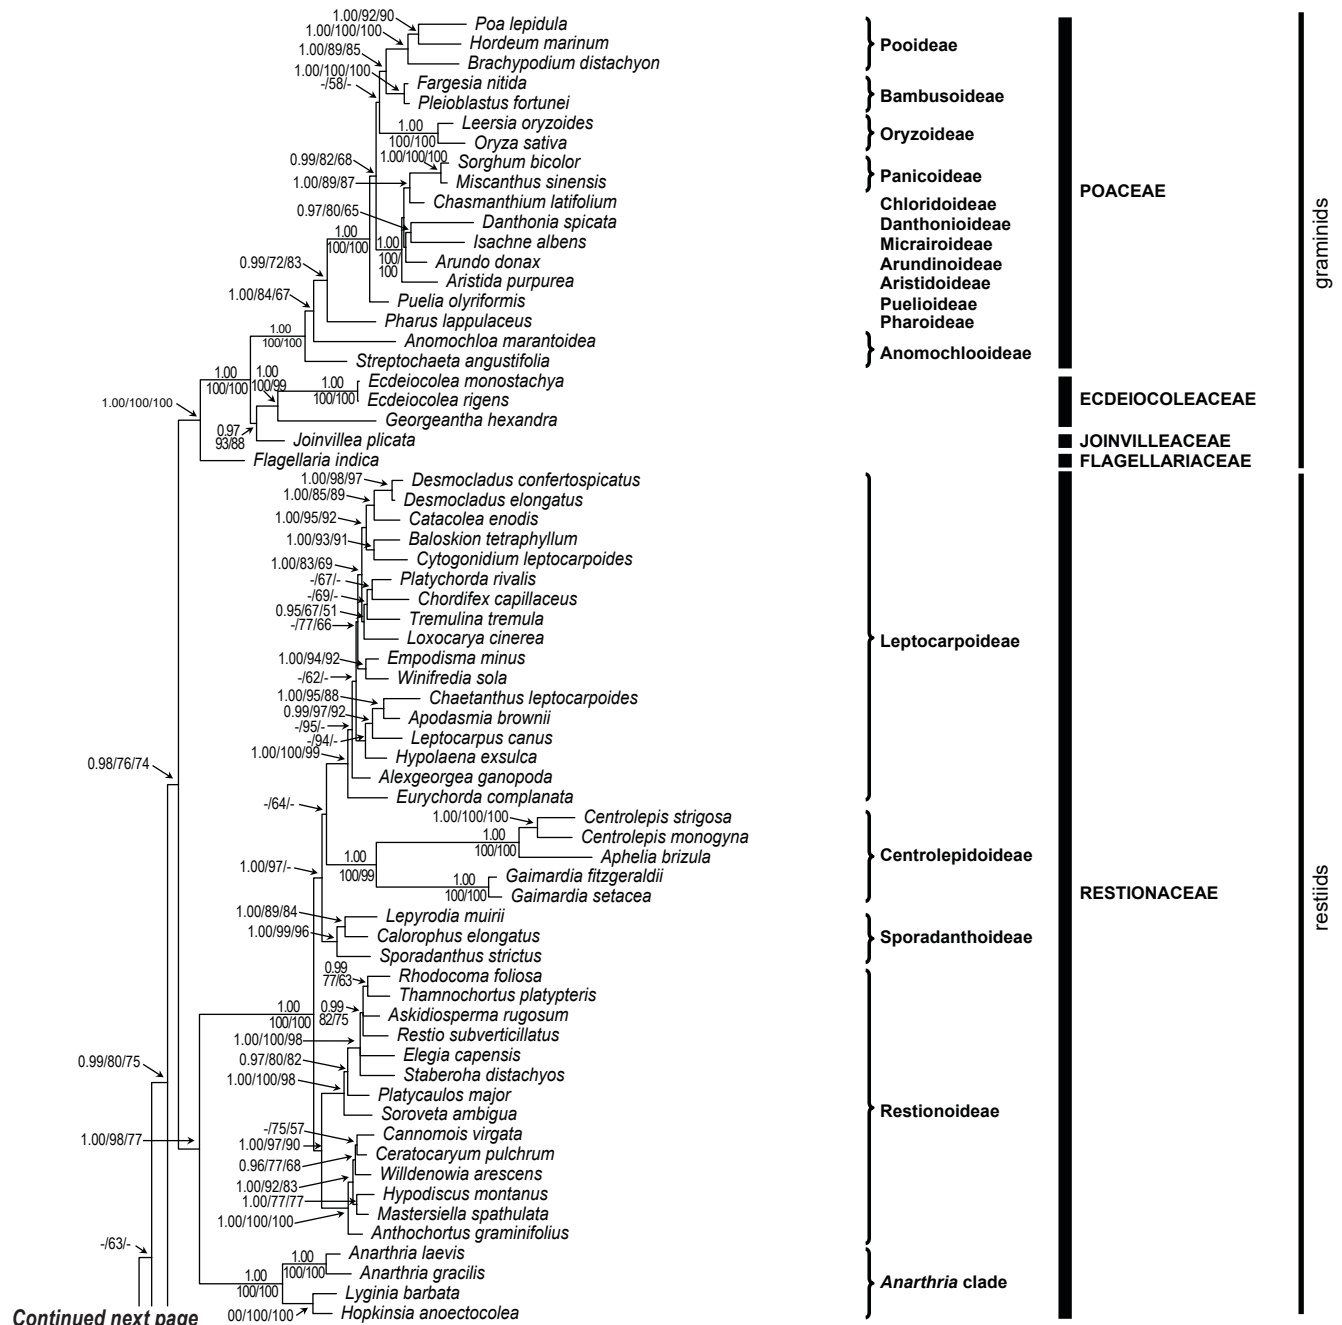 1.00/92/90
Poa lepidula
1.00/100/100
Hordeum marinum
1.00/89/85
Brachypodium distachyon
Pooideae
1.00/100/100
Fargesia nitida
-/58/-
Pleioblastus fortunei
Bambusoideae
1.00
100/100
Leersia oryzoides
Oryza sativa
Oryzoideae
1.00/100/100
Sorghum bicolor
0.99/82/68
1.00/89/87
Miscanthus sinensis
Panicoideae
POACEAE
Chasmanthium latifolium
Chloridoideae
0.97/80/65
Danthonia spicata
Danthonioideae
1.00
100/100
Isachne albens
Micrairoideae
1.00
100/
100
Arundo donax
Arundinoideae
0.99/72/83
Aristida purpurea
Aristidoideae
graminids
1.00/84/67
Puelia olyriformis
Puelioideae
Pharus lappulaceus
Pharoideae
1.00
100/100
Anomochloa marantoidea
Streptochaeta angustifolia
Anomochlooideae
1.00
100/100
1.00
100/99
1.00
100/100
Ecdeiocolea monostachya
Ecdeiocolea rigens
ECDEIOCOLEACEAE
1.00/100/100
Georgeantha hexandra
0.97
93/88
Joinvillea plicata
JOINVILLEACEAE
Flagellaria indica
FLAGELLARIACEAE
1.00/98/97
Desmocladus confertospicatus
1.00/85/89
Desmocladus elongatus
1.00/95/92
Catacolea enodis
1.00/93/91
Baloskion tetraphyllum
Cytogonidium leptocarpoides
1.00/83/69
-/67/-
Platychorda rivalis
-/69/-
Chordifex capillaceus
0.95/67/51
Tremulina tremula
-/77/66
Loxocarya cinerea
Leptocarpoideae
1.00/94/92
Empodisma minus
-/62/-
Winifredia sola
1.00/95/88
Chaetanthus leptocarpoides
0.99/97/92
Apodasmia brownii
-/95/-
-/94/-
Leptocarpus canus
1.00/100/99
Hypolaena exsulca
0.98/76/74
Alexgeorgea ganopoda
Eurychorda complanata
-/64/-
1.00/100/100
Centrolepis strigosa
1.00
100/100
Centrolepis monogyna
Aphelia brizula
Centrolepidoideae
1.00/97/-
1.00
100/99
1.00
100/100
Gaimardia fitzgeraldii
Gaimardia setacea
RESTIONACEAE
restiids
1.00/89/84
Lepyrodia muirii
1.00/99/96
Calorophus elongatus
Sporadanthoideae
Sporadanthus strictus
0.99
77/63
Rhodocoma foliosa
Thamnochortus platypteris
1.00
100/100
0.99
82/75
Askidiosperma rugosum
1.00/100/98
Restio subverticillatus
0.99/80/75
0.97/80/82
Elegia capensis
1.00/100/98
Staberoha distachyos
Platycaulos major
Soroveta ambigua
Restionoideae
-/75/57
Cannomois virgata
1.00/98/77
1.00/97/90
Ceratocaryum pulchrum
0.96/77/68
Willdenowia arescens
1.00/92/83
1.00/77/77
Hypodiscus montanus
1.00/100/100
Mastersiella spathulata
Anthochortus graminifolius
-/63/-
1.00
100/100
Anarthria laevis
Anarthria gracilis
1.00
100/100
Anarthria clade
Lyginia barbata
00/100/100
Hopkinsia anoectocolea
Continued next page